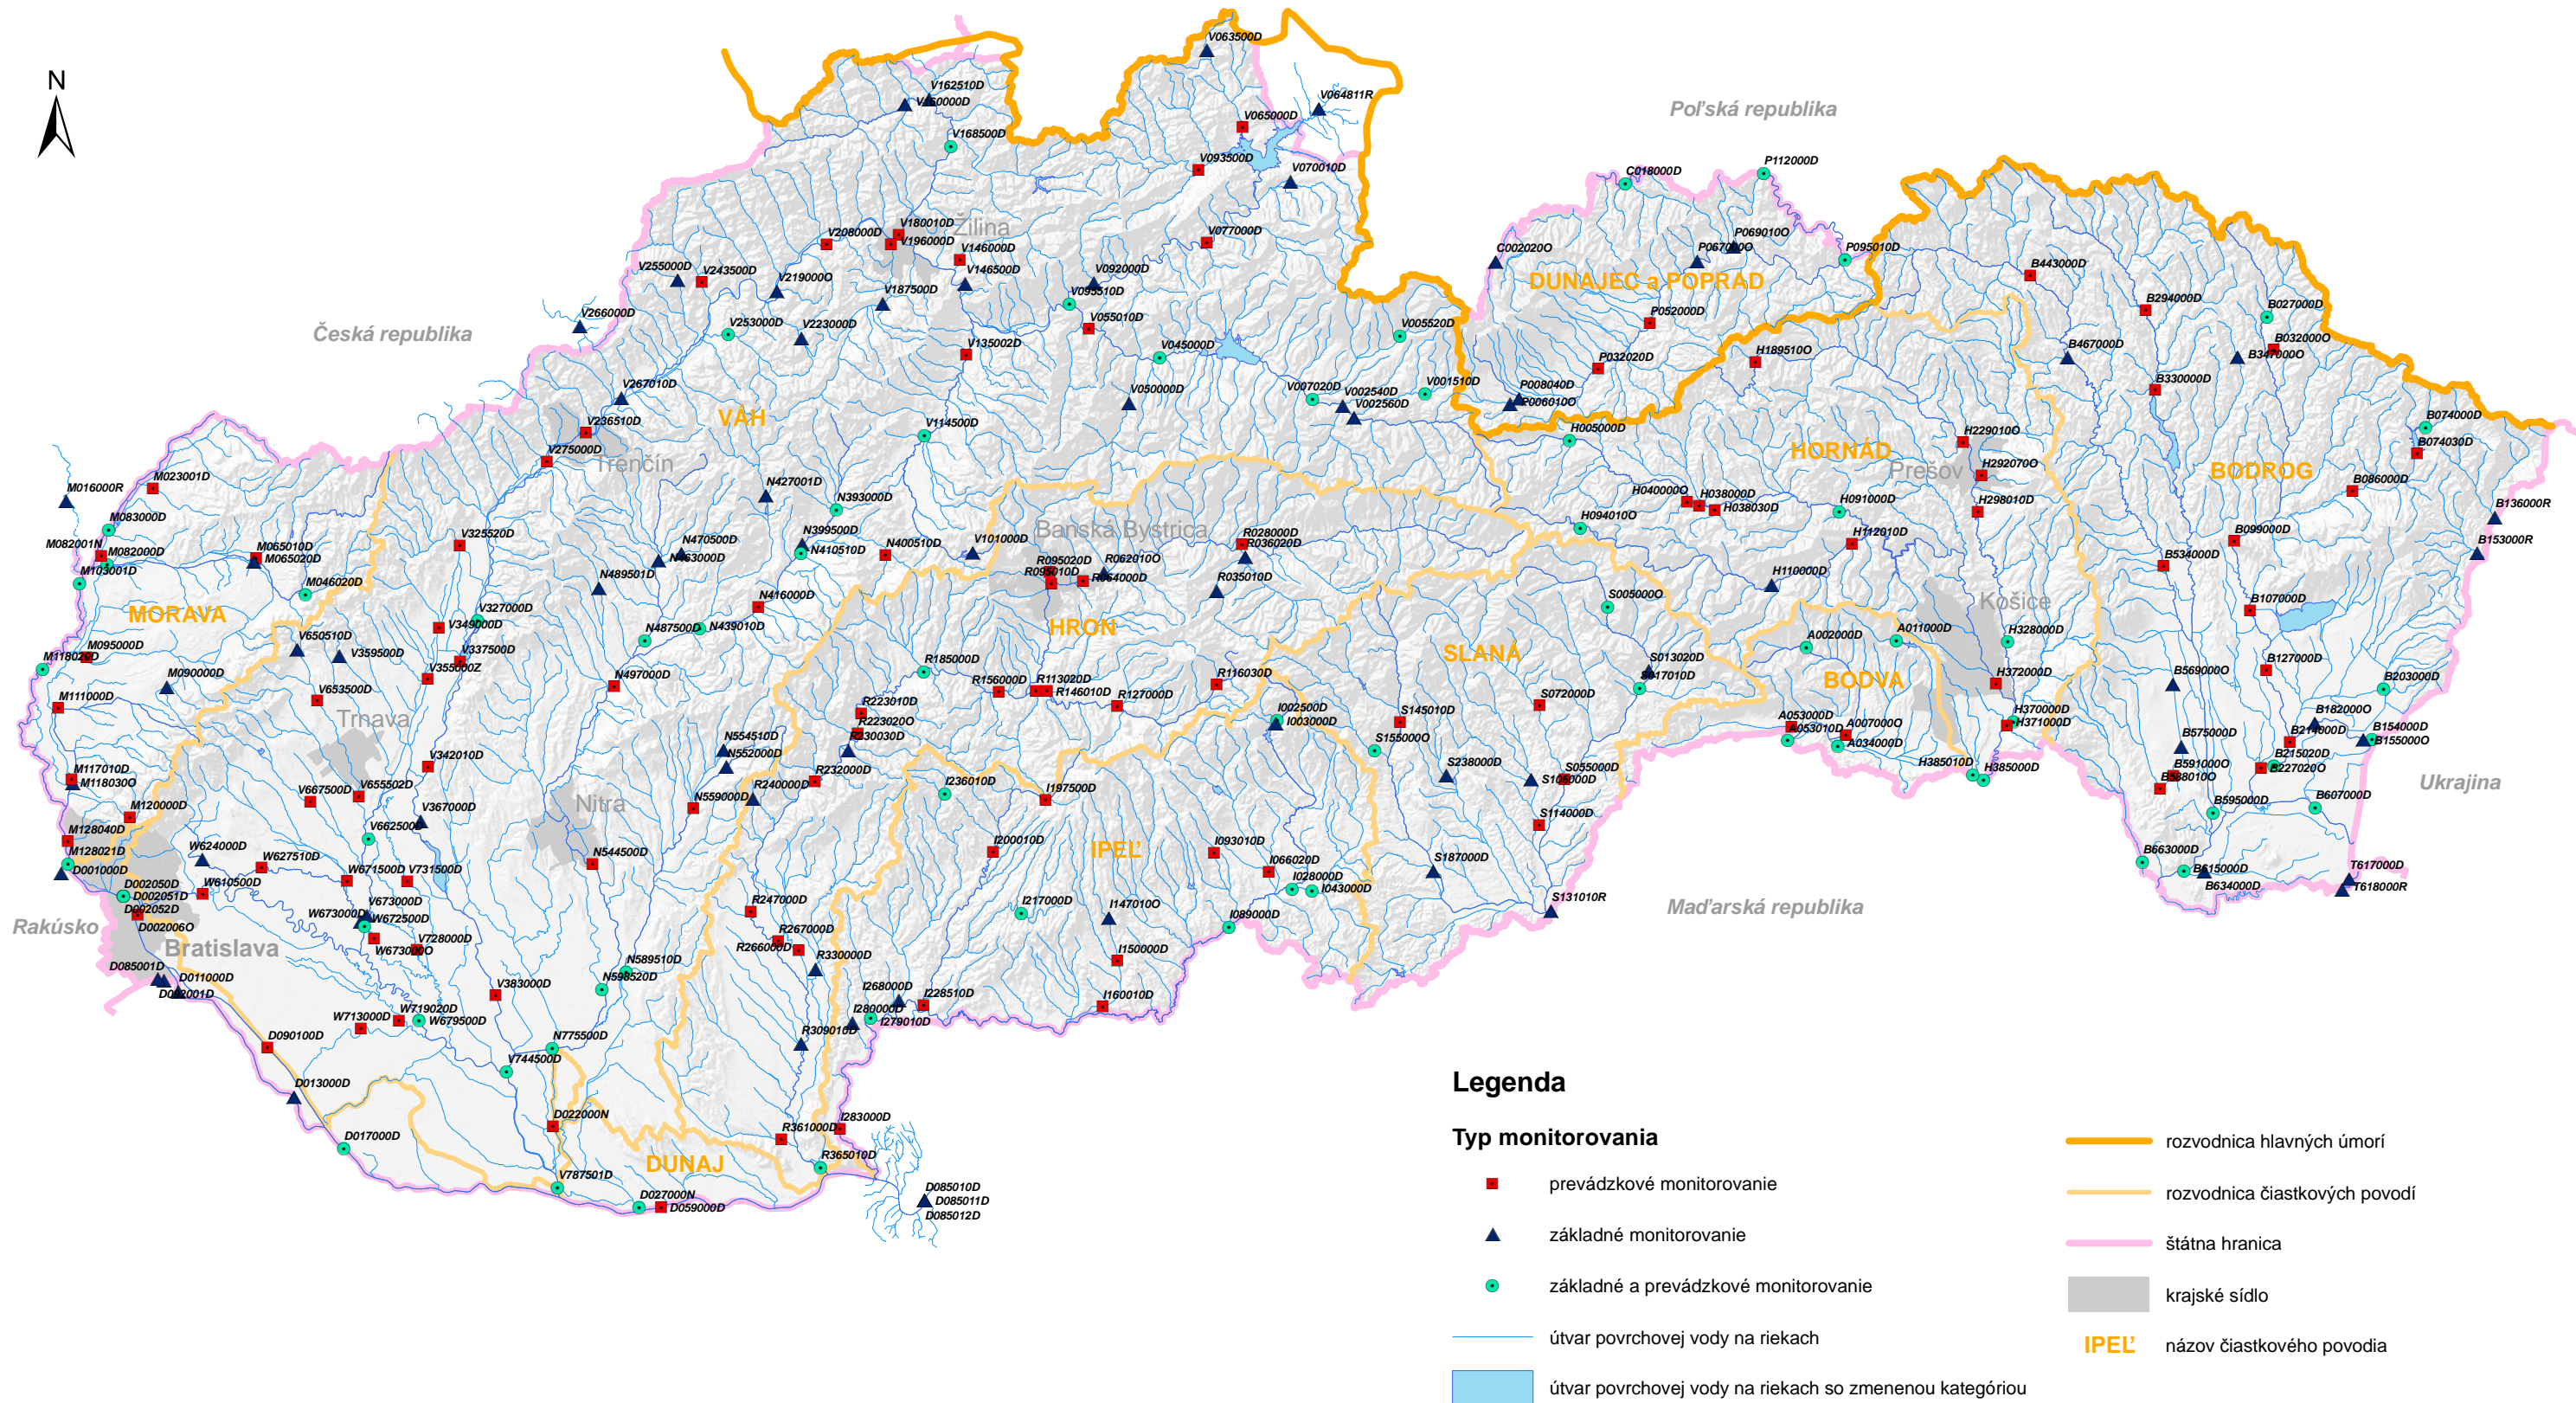 N
V063500D
V162510D
V160000D
V064811R
V168500D
V065000D
V093500D
V070010D
Poľská republika
C018000D
P112000D
V180010D
Žilina
V208000D
V196000D
V146000D
V077000D
V255000D
V243500D
V219000O
V146500D
V092000D
V187500D
V095510D
C002020O
P067000O
P069010O
P095010D
DUNAJEC a POPRAD
B443000D
B294000D
B027000D
Česká republika
V266000D
V253000D
V223000D
V055010D
V135002D
V045000D
V005520D
P052000D
B032000O
B347000O
B467000D
H189510O
P032020D
V267010D
V050000D
V007020D
V002540D
V002560D
V001510D
P008040D
P006010O
B330000D
VÁH
V236510D
V114500D
H005000D
B074000D
B074030D
H229010O
HORNÁD
Prešov
H292070O
BODROG
V275000D
Trenčín
M023001D
M016000R
M083000D
N427001D
N393000D
H040000O
H038000D
H038030D
H298010D
H091000D
B086000D
B136000R
B153000R
B099000D
B534000D
M082001N
M082000D
M065010D
M065020D
M103001D
M046020D
V325520D
N470500D
N463000D
N399500D
N410510D
N400510D
V101000D
Banská Bystrica
R028000D
R036020D
R095020D
R095010D
R062010O
R064000D
R035010D
H094010O
H112010D
H110000D
N489501D
MORAVA
V327000D
V349000D
N416000D
N439010D
N487500D
HRON
S005000O
Košice
B107000D
A002000D
A011000D
H328000D
M118020D
M095000D
M090000D
V650510D
V359500D
V337500D
V355000Z
SLANÁ
S013020D
S017010D
BODVA
B569000O
B127000D
B203000D
M111000D
V653500D
Trnava
N497000D
R185000D
R156000D
R113020D
R146010D
R127000D
R116030D
H372000D
S072000D
S145010D
R223010D
R223020O
R230030D
I002500D
I003000D
S155000O
A053000D
A053010D
A007000O
A034000D
H370000D
H371000D
B182000O
B214000D
B154000D
B155000O
B575000D
B591000O
B588010O
B215020D
B227020O
N554510D
N552000D
V342010D
M117010D
M118030O
V667500D
V655502D
R232000D
R240000D
N559000D
I236010D
I197500D
S238000D
S055000D
H385010D
H385000D
B595000D
B607000D
Ukrajina
M120000D
Nitra
V367000D
M128040D
V662500D
S114000D
M128021D
D001000D
W624000D
W627510D
W671500D
V731500D
N544500D
I200010D
IPEĽ
I093010D
I066020D
I028000D
I043000D
S187000D
B663000D
B615000D
B634000D
T617000D
T618000R
D002050D
D002051D
D002052D
D002006O
W610500D
V673000D
W673000D
W672500D
R247000D
I217000D
I147010O
I089000D
S131010R
Maďarská republika
Rakúsko
Bratislava
W673000O
V728000D
R267000D
R266000D
R330000D
I150000D
D085001D
D011000D
N589510D
N598520D
V383000D
I268000D
I228510D
I160010D
W713000D
W719020D
W679500D
I280000D
I279010D
R309010D
D090100D
N775500D
V744500D
D013000D
D022000N
R361000D
I283000D
D017000D
V787501D
DUNAJ
R365010D
D027000N
D059000D
D085010D
D085011D
D085012D
Legenda
Typ monitorovania
prevádzkové monitorovanie
základné monitorovanie
základné a prevádzkové monitorovanie
útvar povrchovej vody na riekach
útvar povrchovej vody na riekach so zmenenou kategóriou
rozvodnica hlavných úmorí
rozvodnica čiastkových povodí
štátna hranica
krajské sídlo
IPEĽ
názov čiastkového povodia